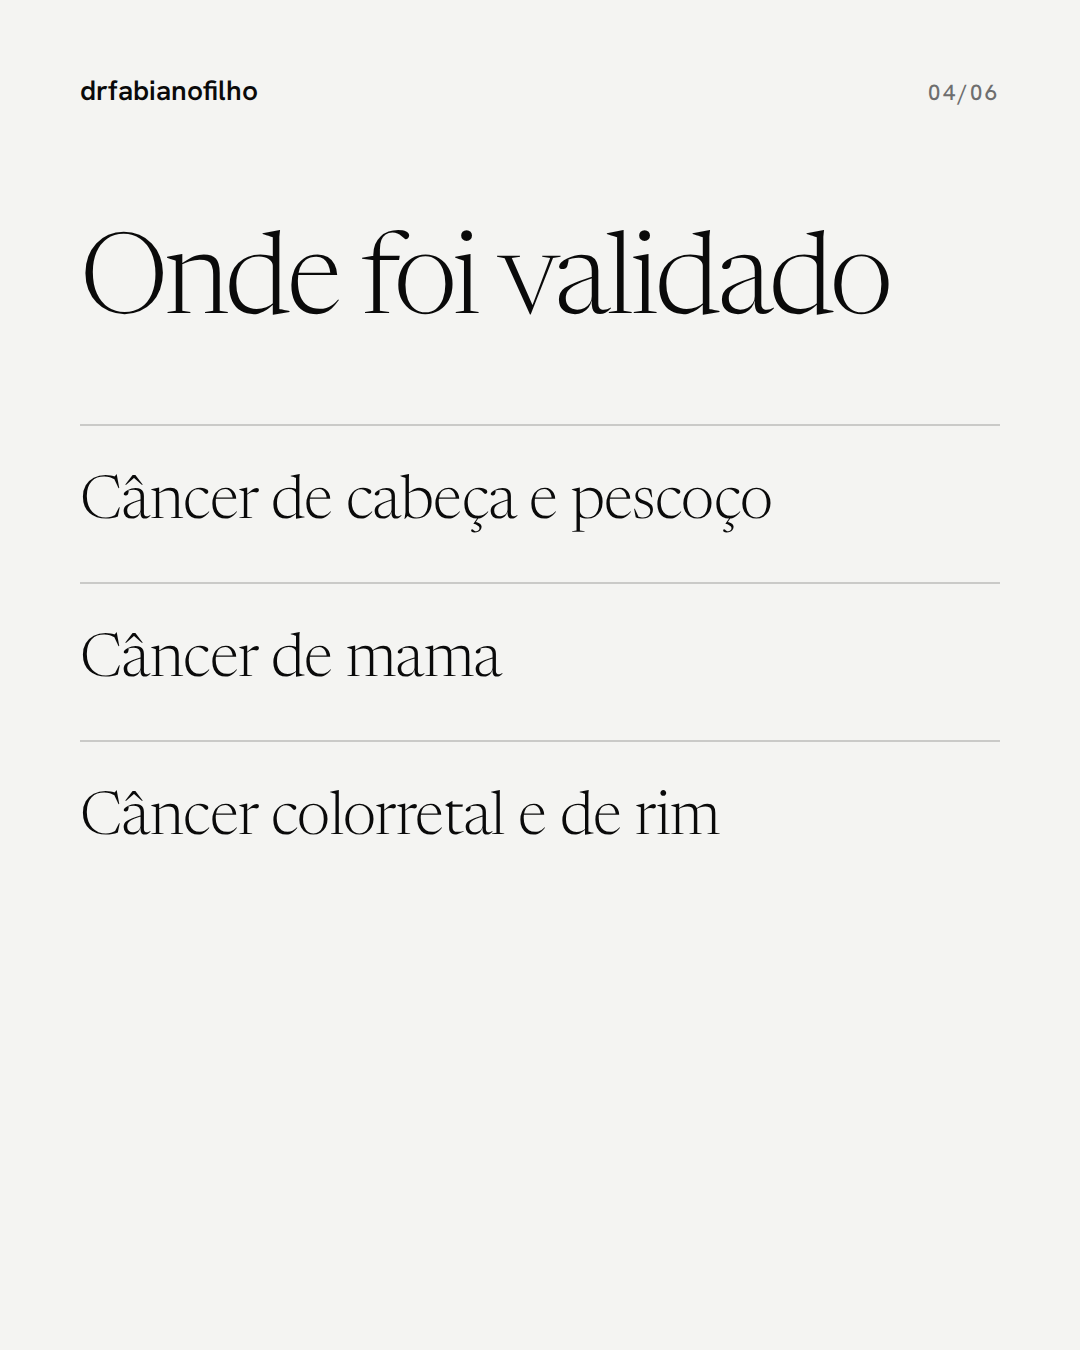 drfabianofilho
04/06
Onde foi validado
Câncer de cabeça e pescoço
Câncer de mama
Câncer colorretal e de rim